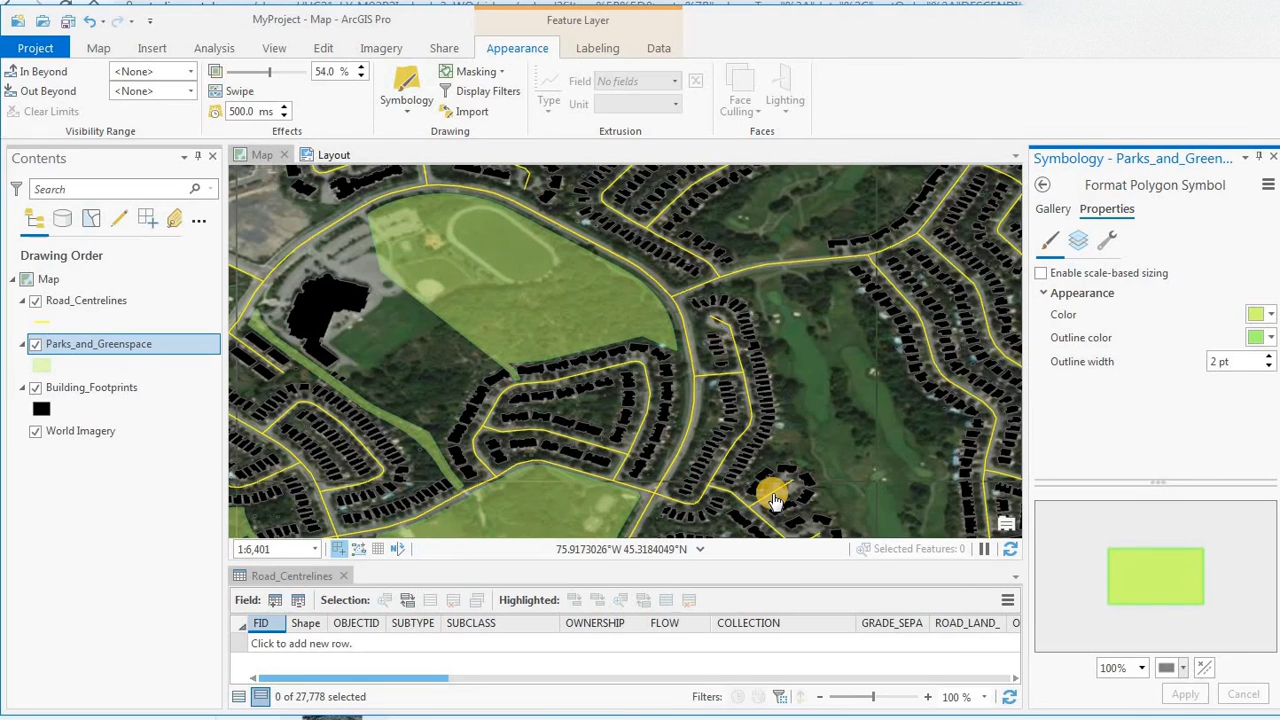 MyProject - Map - ArcGIS Pro
Feature Layer
Project Map Insert Analysis View Edit Imagery Share Appearance Labeling Data
In Beyond <None>
Out Beyond <None>
Clear Limits
Visibility Range
54.0 %
Swipe
500.0 ms
Effects
Symbology
Masking
Display Filters
Import
Drawing
Type
Field No fields
Unit
Extrusion
Face Culling
Lighting
Faces
Contents
Search
Drawing Order
Map
Road_Centrelines
Parks_and_Greenspace
Building_Footprints
World Imagery
Map Layout
1:6,401
75.9173026°W 45.3184049°N
Selected Features: 0
Road_Centrelines
Field: Selection: Highlighted:
FID Shape OBJECTID SUBTYPE SUBCLASS OWNERSHIP FLOW COLLECTION GRADE_SEPA ROAD_LAND_ O
Click to add new row.
0 of 27,778 selected
Filters:
100 %
Symbology - Parks_and_Green...
Format Polygon Symbol
Gallery Properties
Enable scale-based sizing
Appearance
Color
Outline color
Outline width 2 pt
100%
Apply Cancel